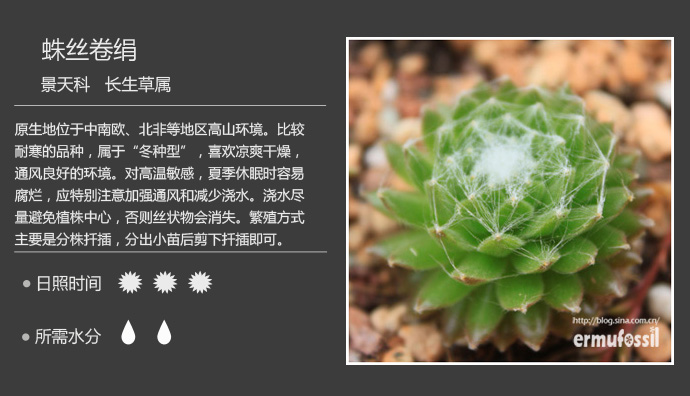 蛛丝卷绢
景天科 长生草属
原生地位于中南欧、北非等地区高山环境。比较
耐寒的品种，属于“冬种型”，喜欢凉爽干燥，
通风良好的环境。对高温敏感，夏季休眠时容易
腐烂，应特别注意加强通风和减少浇水。浇水尽
量避免植株中心，否则丝状物会消失。繁殖方式
主要是分株扦插，分出小苗后剪下扦插即可。
日照时间
所需水分
http://blog.sina.com.cn/
ermufossil